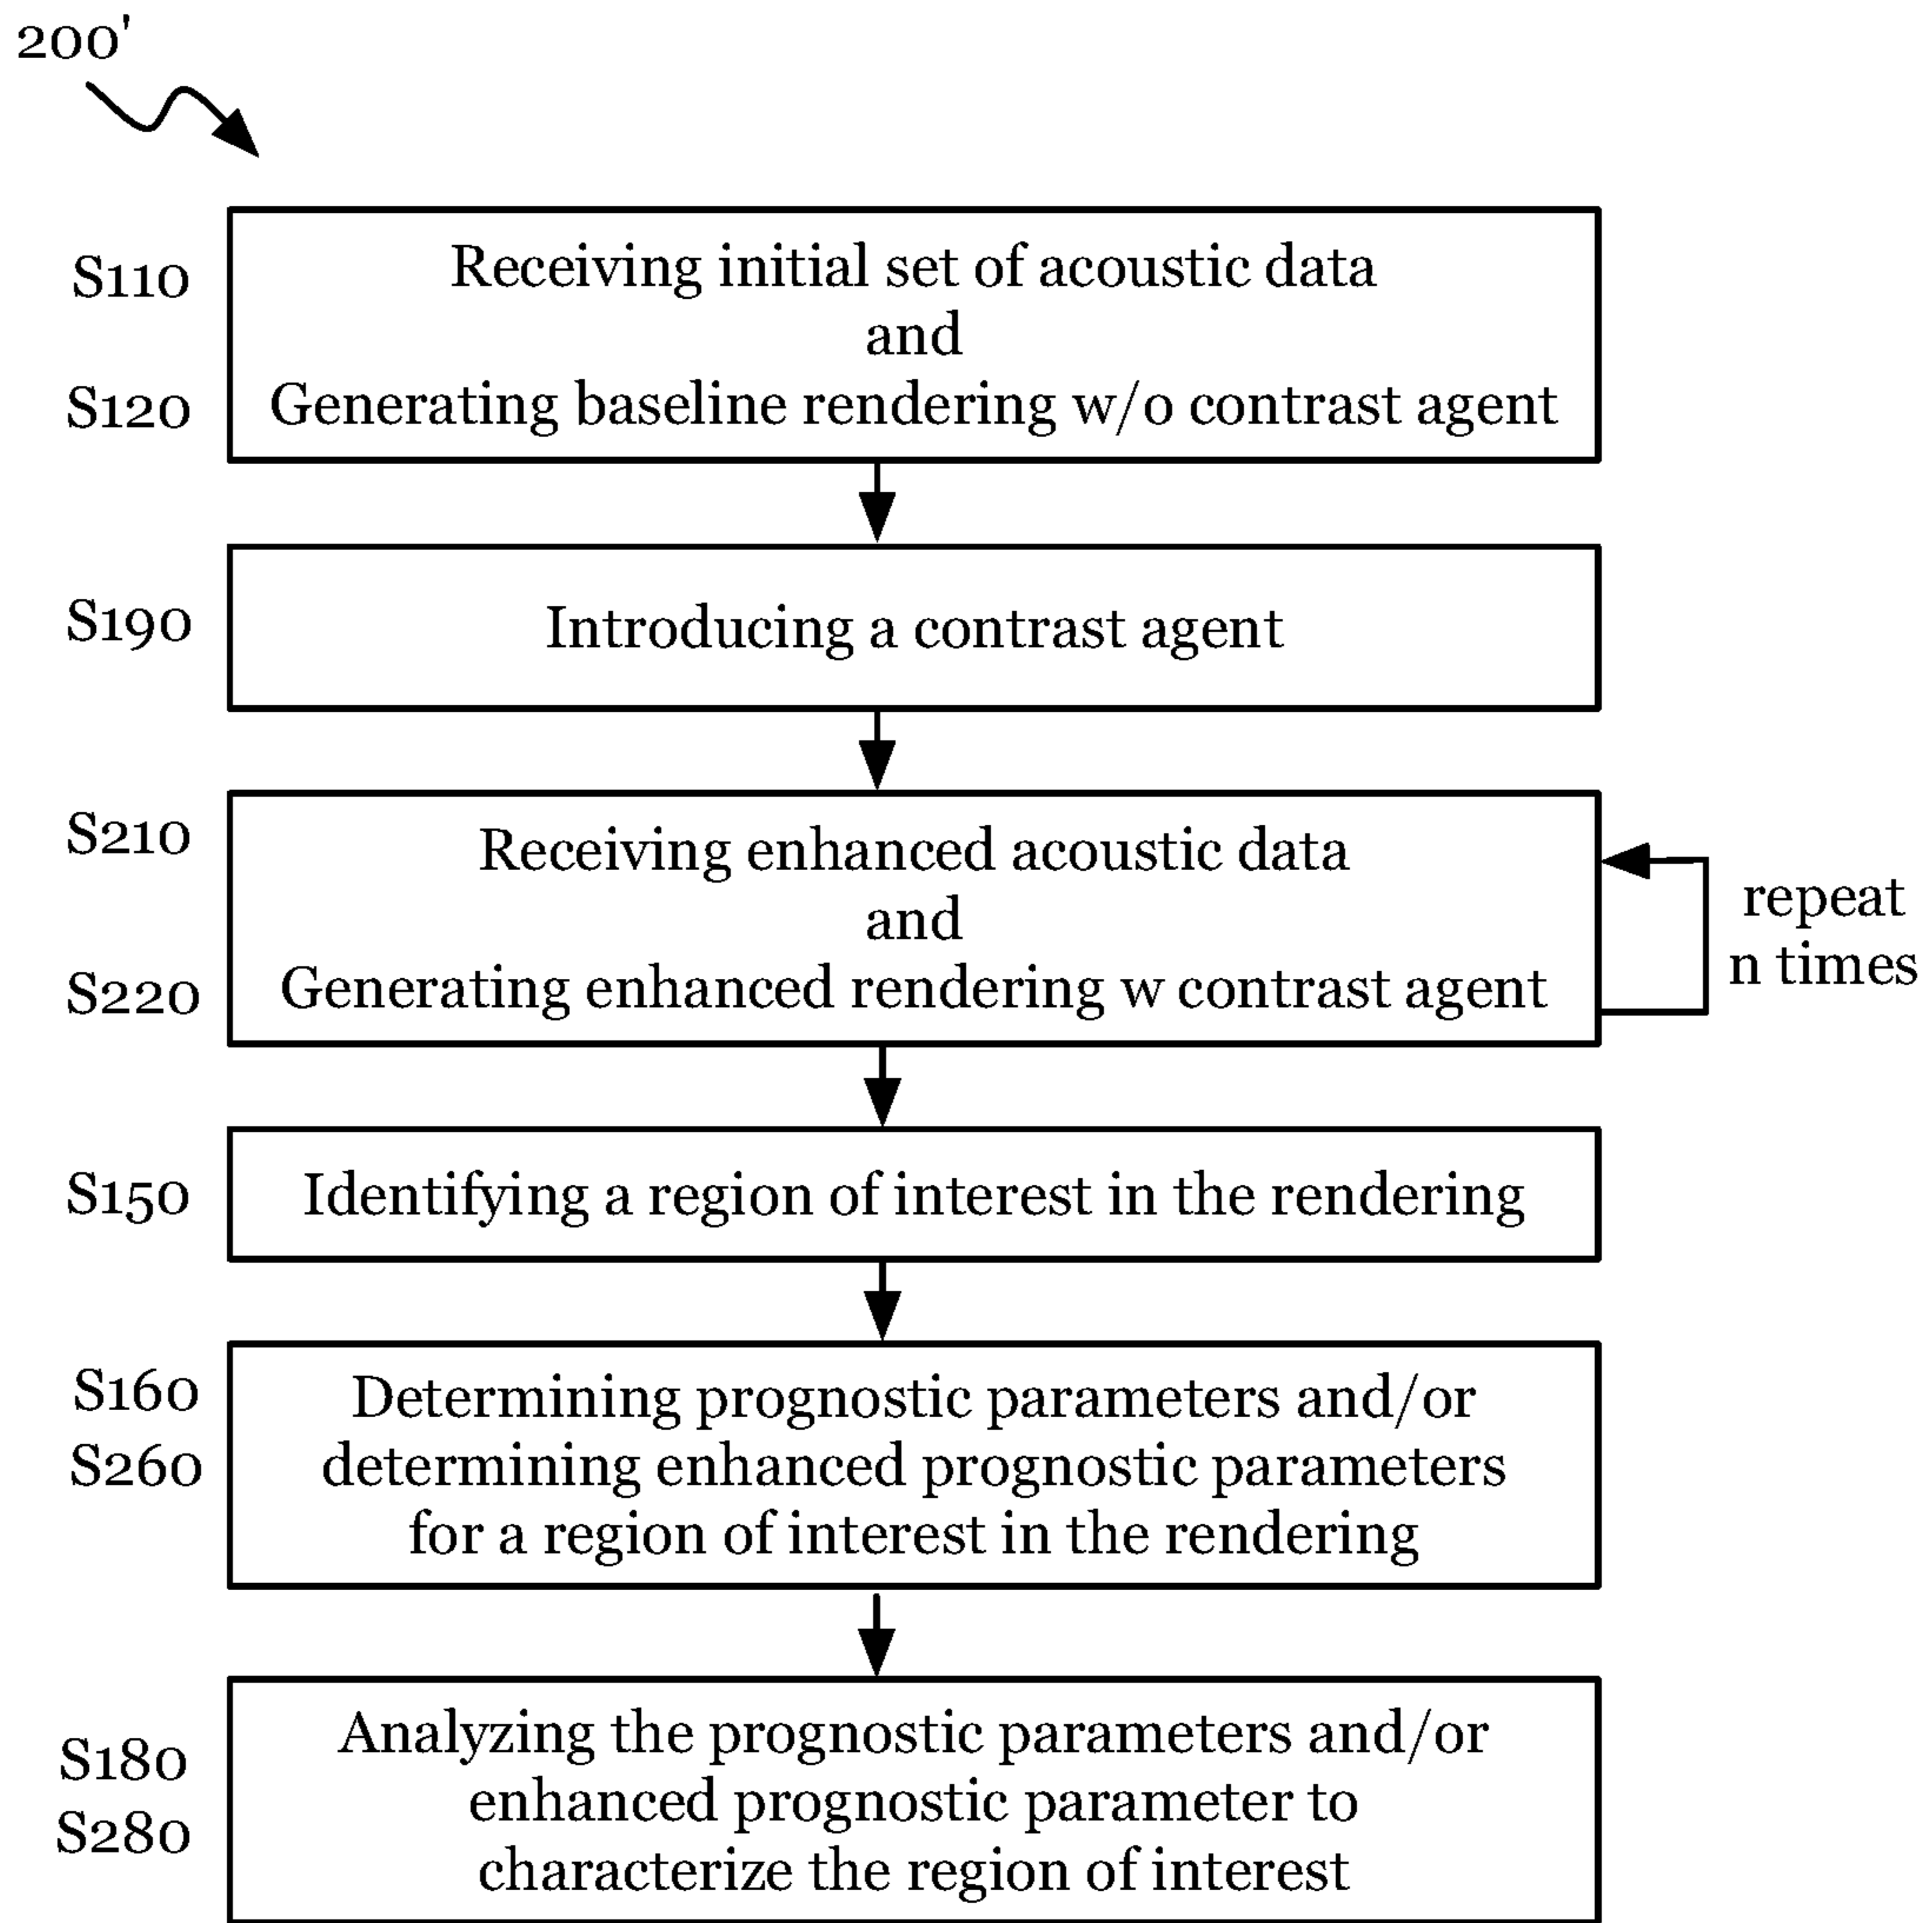 200'
S110
Receiving initial set of acoustic data
and
S120
Generating baseline rendering w/o contrast agent
S190
Introducing a contrast agent
S210
Receiving enhanced acoustic data
and
S220
Generating enhanced rendering w contrast agent
repeat
n times
S150
Identifying a region of interest in the rendering
S160
Determining prognostic parameters and/or
S260
determining enhanced prognostic parameters
for a region of interest in the rendering
S180
Analyzing the prognostic parameters and/or
S280
enhanced prognostic parameter to
characterize the region of interest